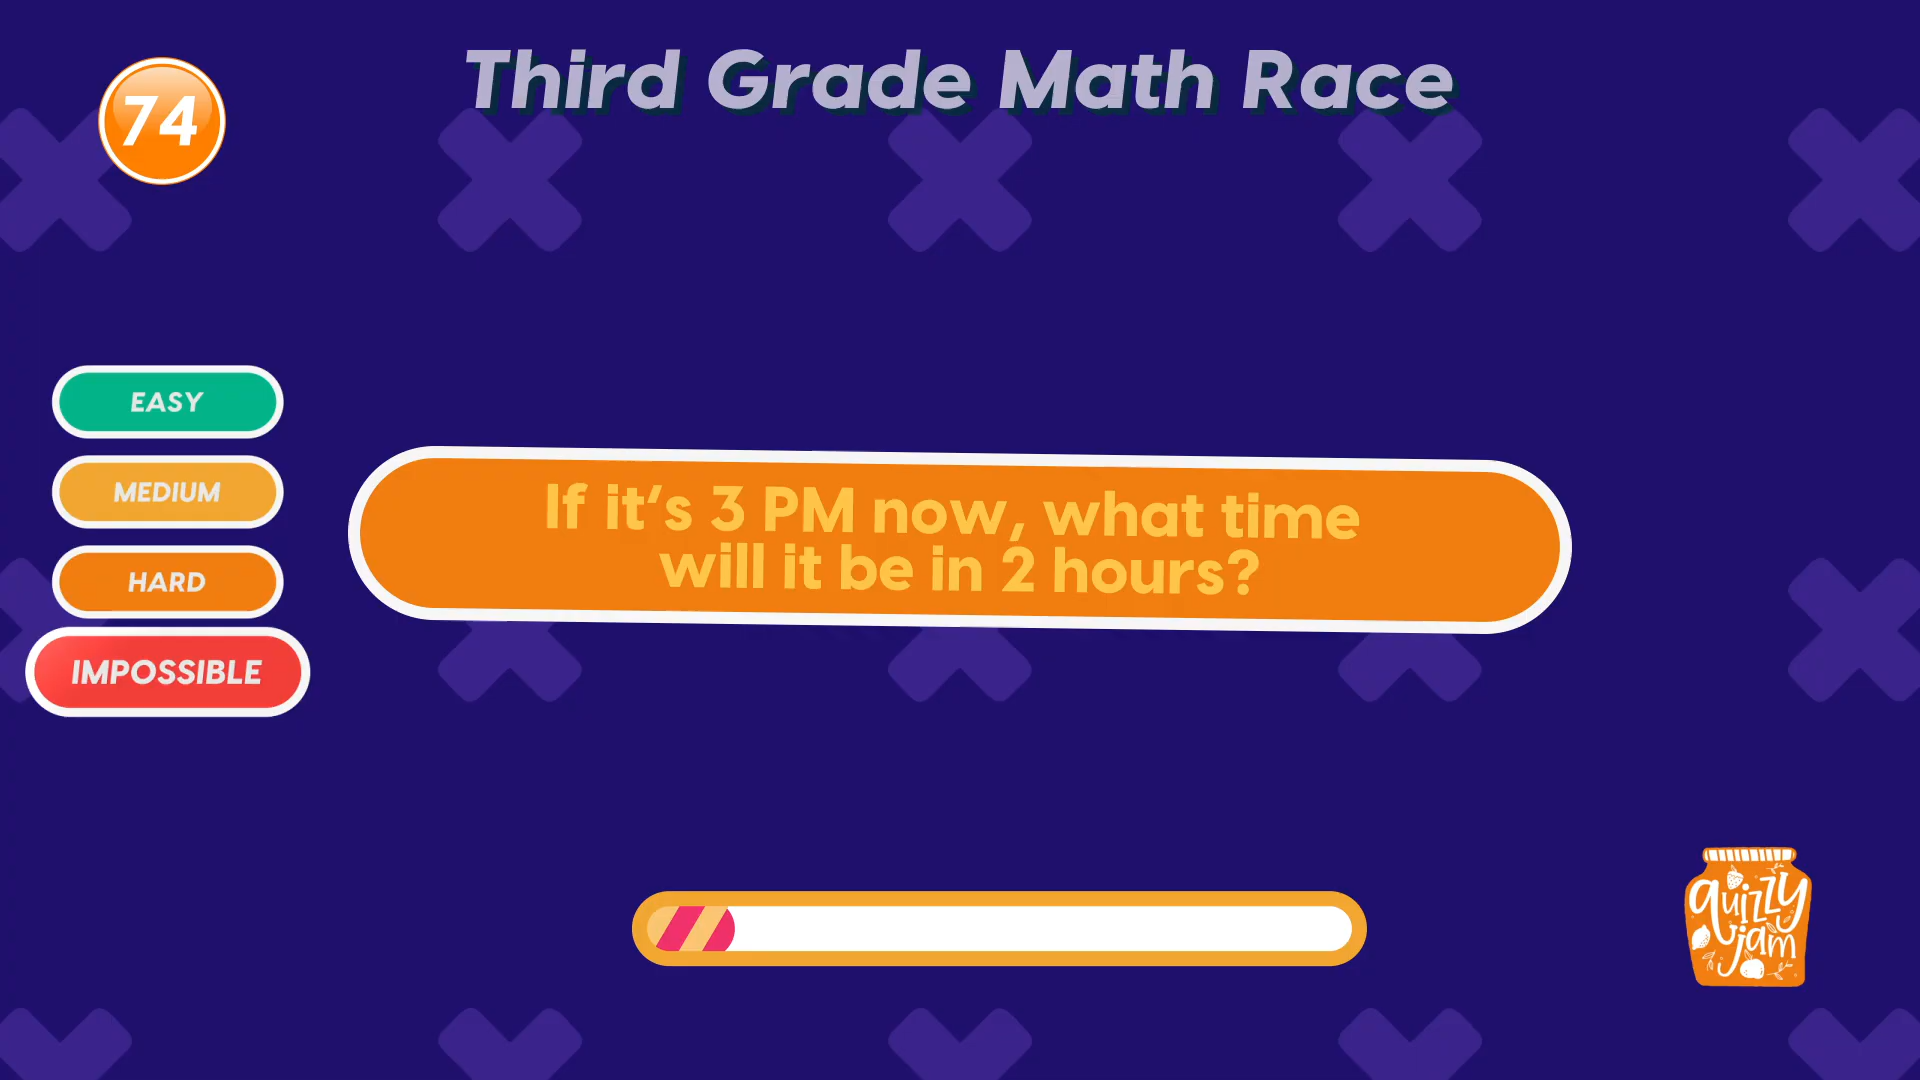 Third Grade Math Race
74
EASY
MEDIUM
HARD
IMPOSSIBLE
If it’s 3 PM now, what time
will it be in 2 hours?
quizzy
jam